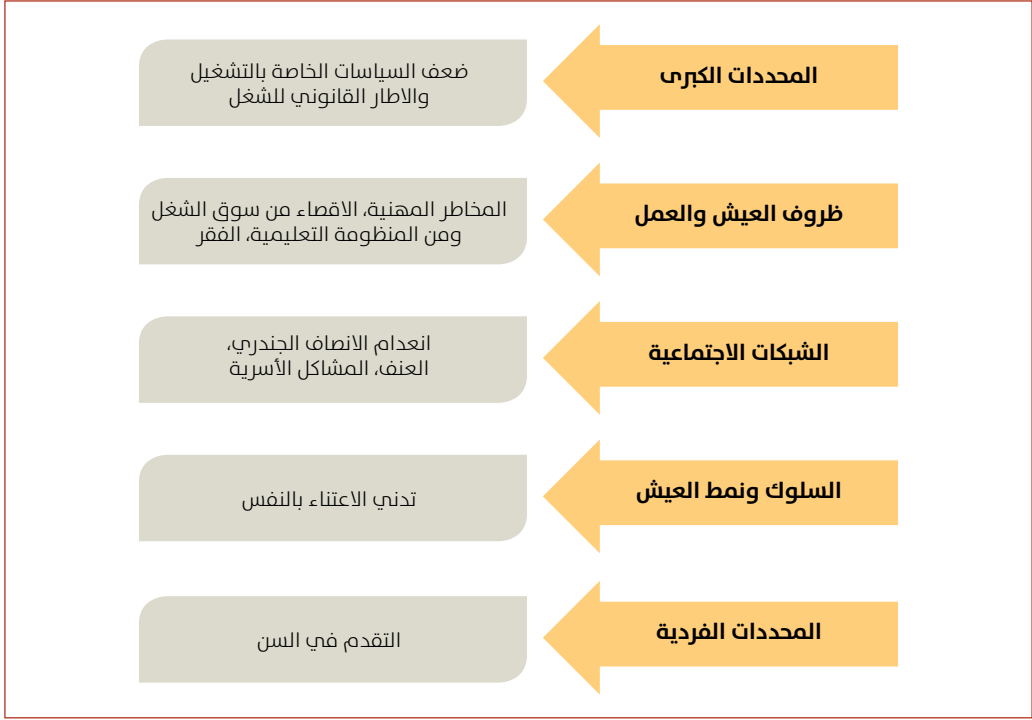 المحددات الكبرى
ضعف السياسات الخاصة بالتشغيل
والاطار القانوني للشغل
ظروف العيش والعمل
المخاطر المهنية، الاقصاء من سوق الشغل
ومن المنظومة التعليمية، الفقر
الشبكات الاجتماعية
انعدام الانصاف الجندري،
العنف، المشاكل الأسرية
السلوك ونمط العيش
تدني الاعتناء بالنفس
المحددات الفردية
التقدم في السن